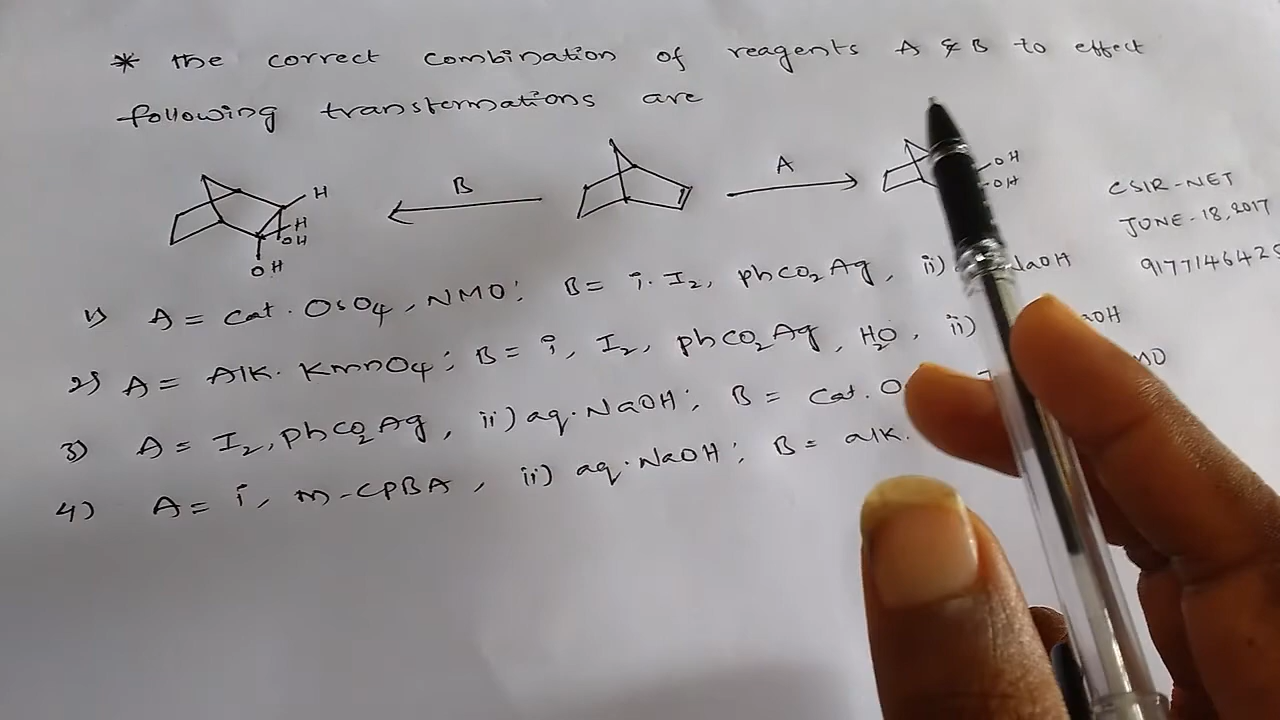 * The correct combination of reagents A & B to effect
following transformations are
B
A
H
H
OH
OH
OH
OH
CSIR-NET
JUNE-18, 2017
1) A = Cat. OsO4, NMO; B = i. I2, phCO2Ag, ii) NaOH
2) A = Alk. KmnO4; B = i, I2, phCO2Ag, H2O, ii)
3) A = I2, phCO2Ag, ii) aq. NaOH; B = Cat.
4) A = i, m-CPBA, ii) aq. NaOH; B = alk.